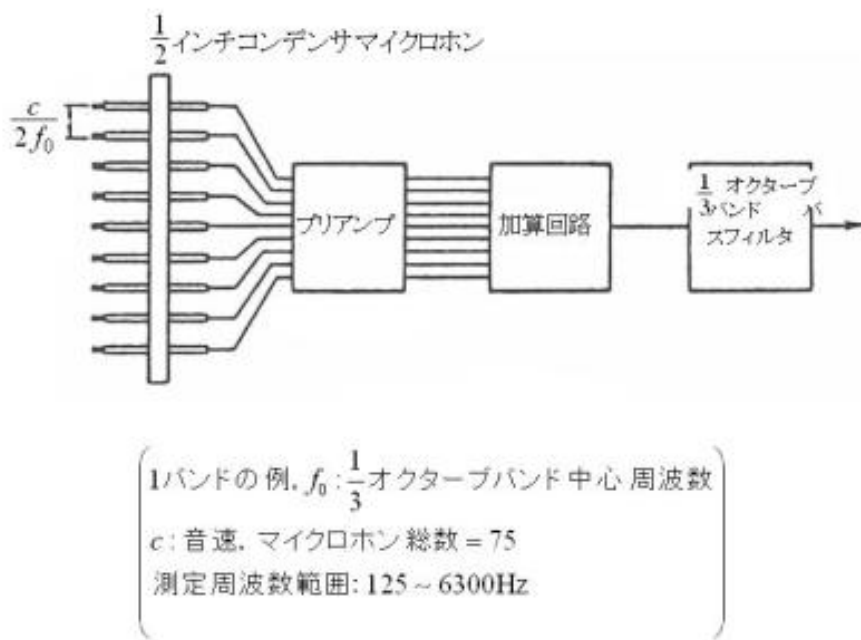 1/2インチコンデンサマイクロホン
c/2f₀
プリアンプ
加算回路
1/3 オクターブ
バンド パ
スフィルタ
1バンドの例. f₀ : 1/3 オクターブバンド中心周波数
c : 音速. マイクロホン総数 = 75
測定周波数範囲: 125 ~ 6300Hz